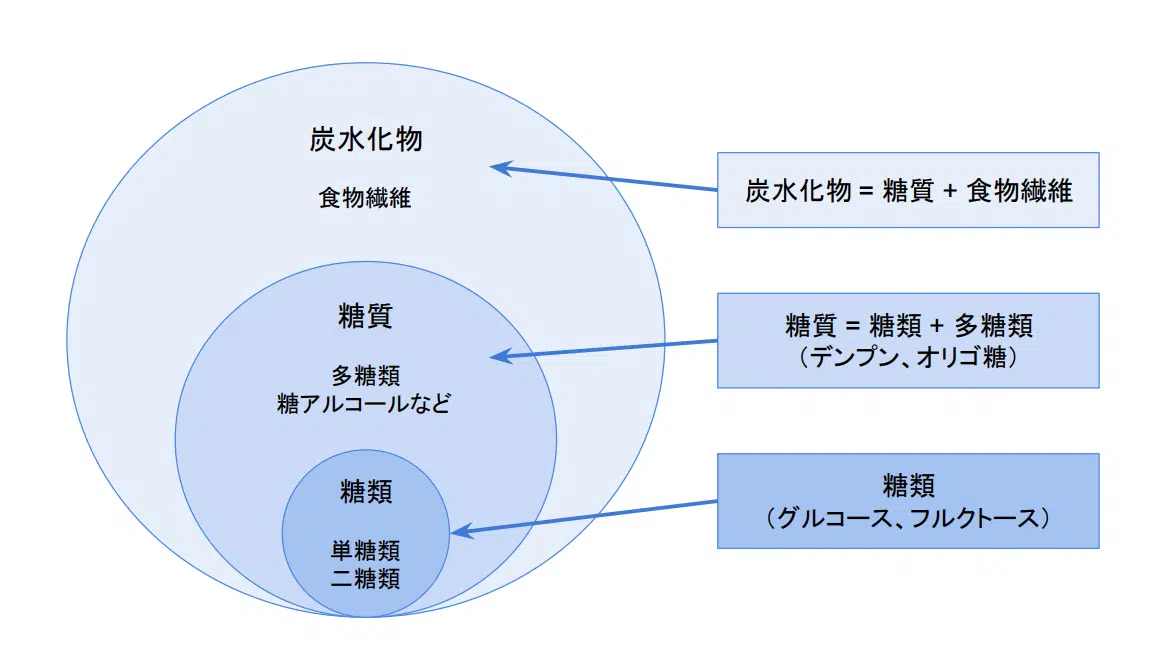 炭水化物
食物繊維
糖質
多糖類
糖アルコールなど
糖類
単糖類
二糖類
炭水化物 = 糖質 + 食物繊維
糖質 = 糖類 + 多糖類
（デンプン、オリゴ糖）
糖類
（グルコース、フルクトース）